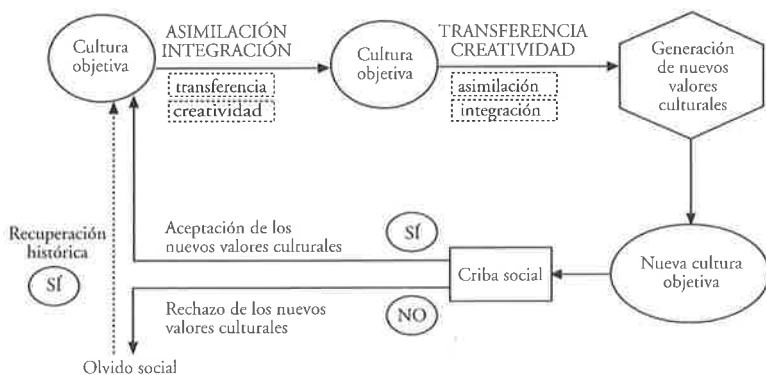 Cultura
objetiva
ASIMILACIÓN
INTEGRACIÓN
transferencia
creatividad
Cultura
objetiva
TRANSFERENCIA
CREATIVIDAD
asimilación
integración
Generación
de nuevos
valores
culturales
Recuperación
histórica
SÍ
Aceptación de los
nuevos valores culturales
SÍ
Criba social
Nueva cultura
objetiva
Rechazo de los nuevos
valores culturales
NO
Olvido social